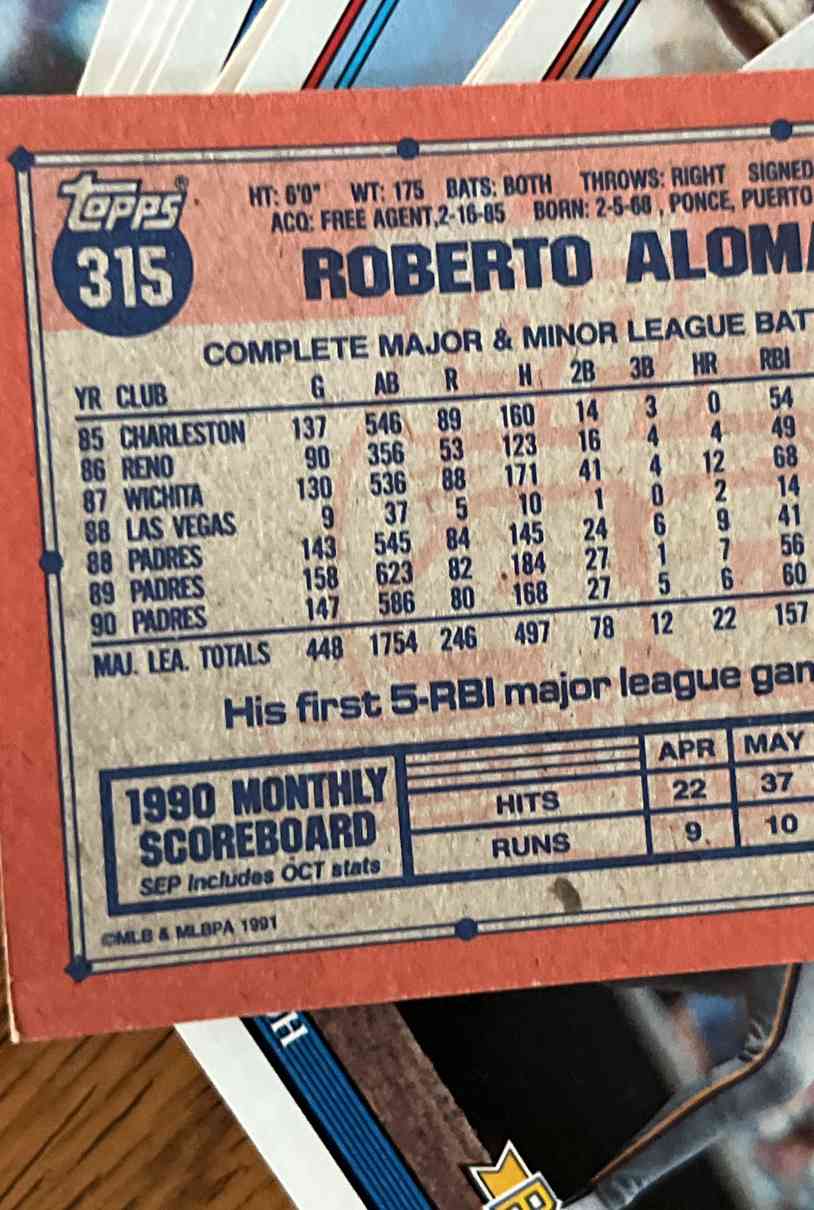 Topps®
315
HT: 6'0" WT: 175 BATS: BOTH THROWS: RIGHT SIGNED
ACQ: FREE AGENT, 2-16-85 BORN: 2-5-68 , PONCE, PUERTO
ROBERTO ALOMA
COMPLETE MAJOR & MINOR LEAGUE BAT
YR CLUB G AB R H 2B 3B HR RBI
85 CHARLESTON 137 546 89 160 14 3 0 54
86 RENO 90 356 53 123 16 4 4 49
87 WICHITA 130 536 88 171 41 4 12 68
88 LAS VEGAS 9 37 5 10 1 0 2 14
88 PADRES 143 545 84 145 24 6 9 41
89 PADRES 158 623 82 184 27 1 7 56
90 PADRES 147 586 80 168 27 5 6 60
MAJ. LEA. TOTALS 448 1754 246 497 78 12 22 157
His first 5-RBI major league gam
1990 MONTHLY
SCOREBOARD
SEP Includes OCT stats
APR MAY
HITS 22 37
RUNS 9 10
©MLB & MLBPA 1991